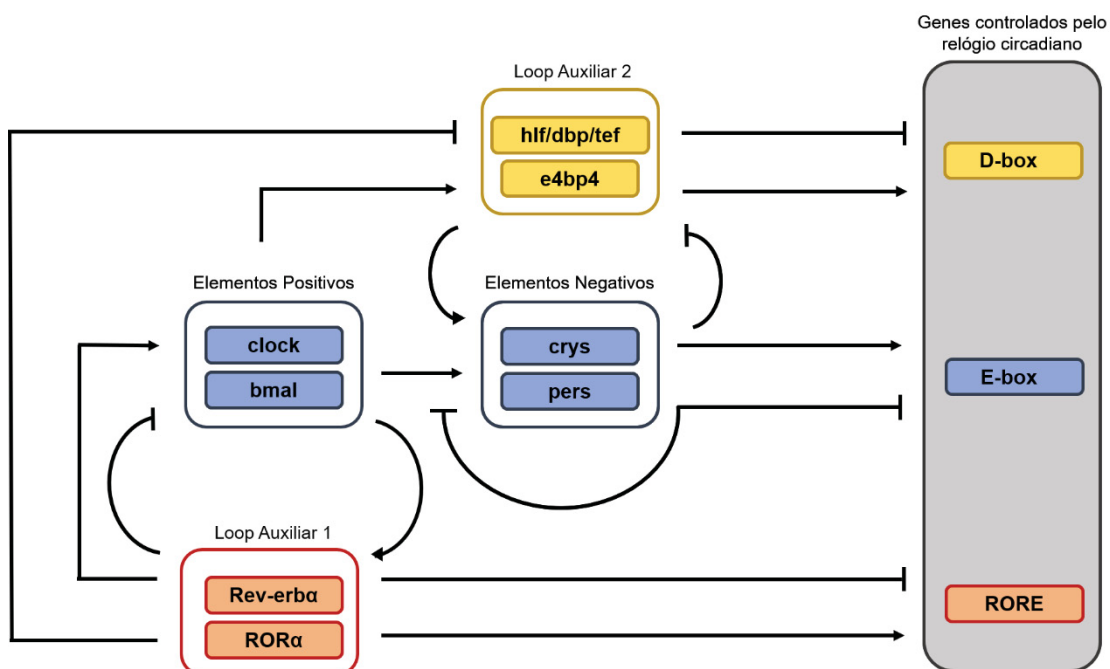 Genes controlados pelo
relógio circadiano
Loop Auxiliar 2
hlf/dbp/tef
e4bp4
D-box
Elementos Positivos
Elementos Negativos
clock
bmal
crys
pers
E-box
Loop Auxiliar 1
Rev-erbα
RORα
RORE